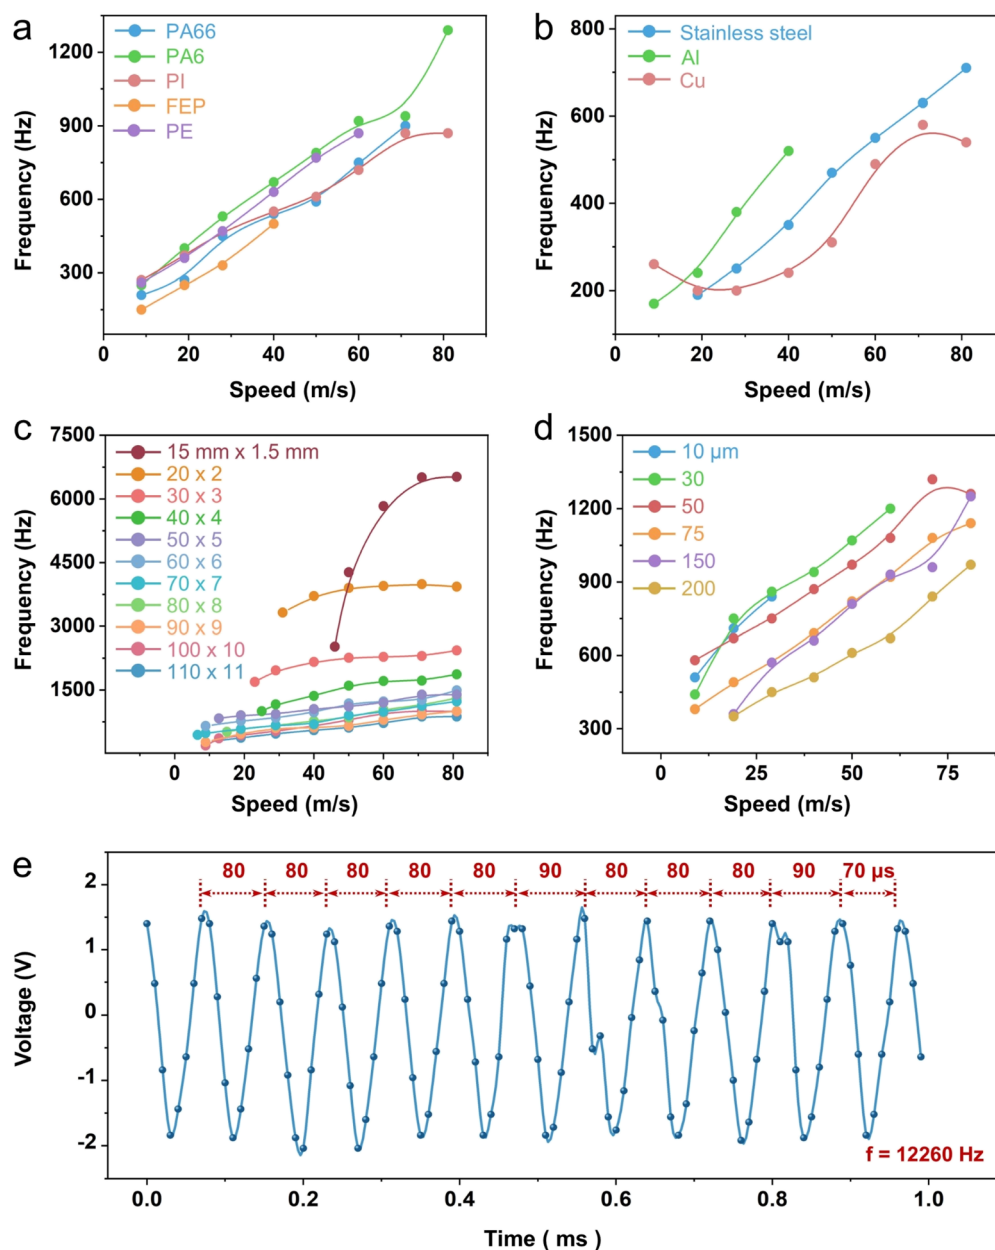 a
PA66
PA6
PI
FEP
PE
1200
900
600
300
0
20
40
60
80
Frequency (Hz)
Speed (m/s)
b
Stainless steel
Al
Cu
800
600
400
200
0
20
40
60
80
Frequency (Hz)
Speed (m/s)
c
15 mm x 1.5 mm
20 x 2
30 x 3
40 x 4
50 x 5
60 x 6
70 x 7
80 x 8
90 x 9
100 x 10
110 x 11
7500
6000
4500
3000
1500
0
20
40
60
80
Frequency (Hz)
Speed (m/s)
d
10 µm
30
50
75
150
200
1500
1200
900
600
300
0
25
50
75
Frequency (Hz)
Speed (m/s)
e
80 80 80 80 80 90 80 80 80 90 70 µs
2
1
0
-1
-2
Voltage (V)
f = 12260 Hz
0.0 0.2 0.4 0.6 0.8 1.0
Time ( ms )